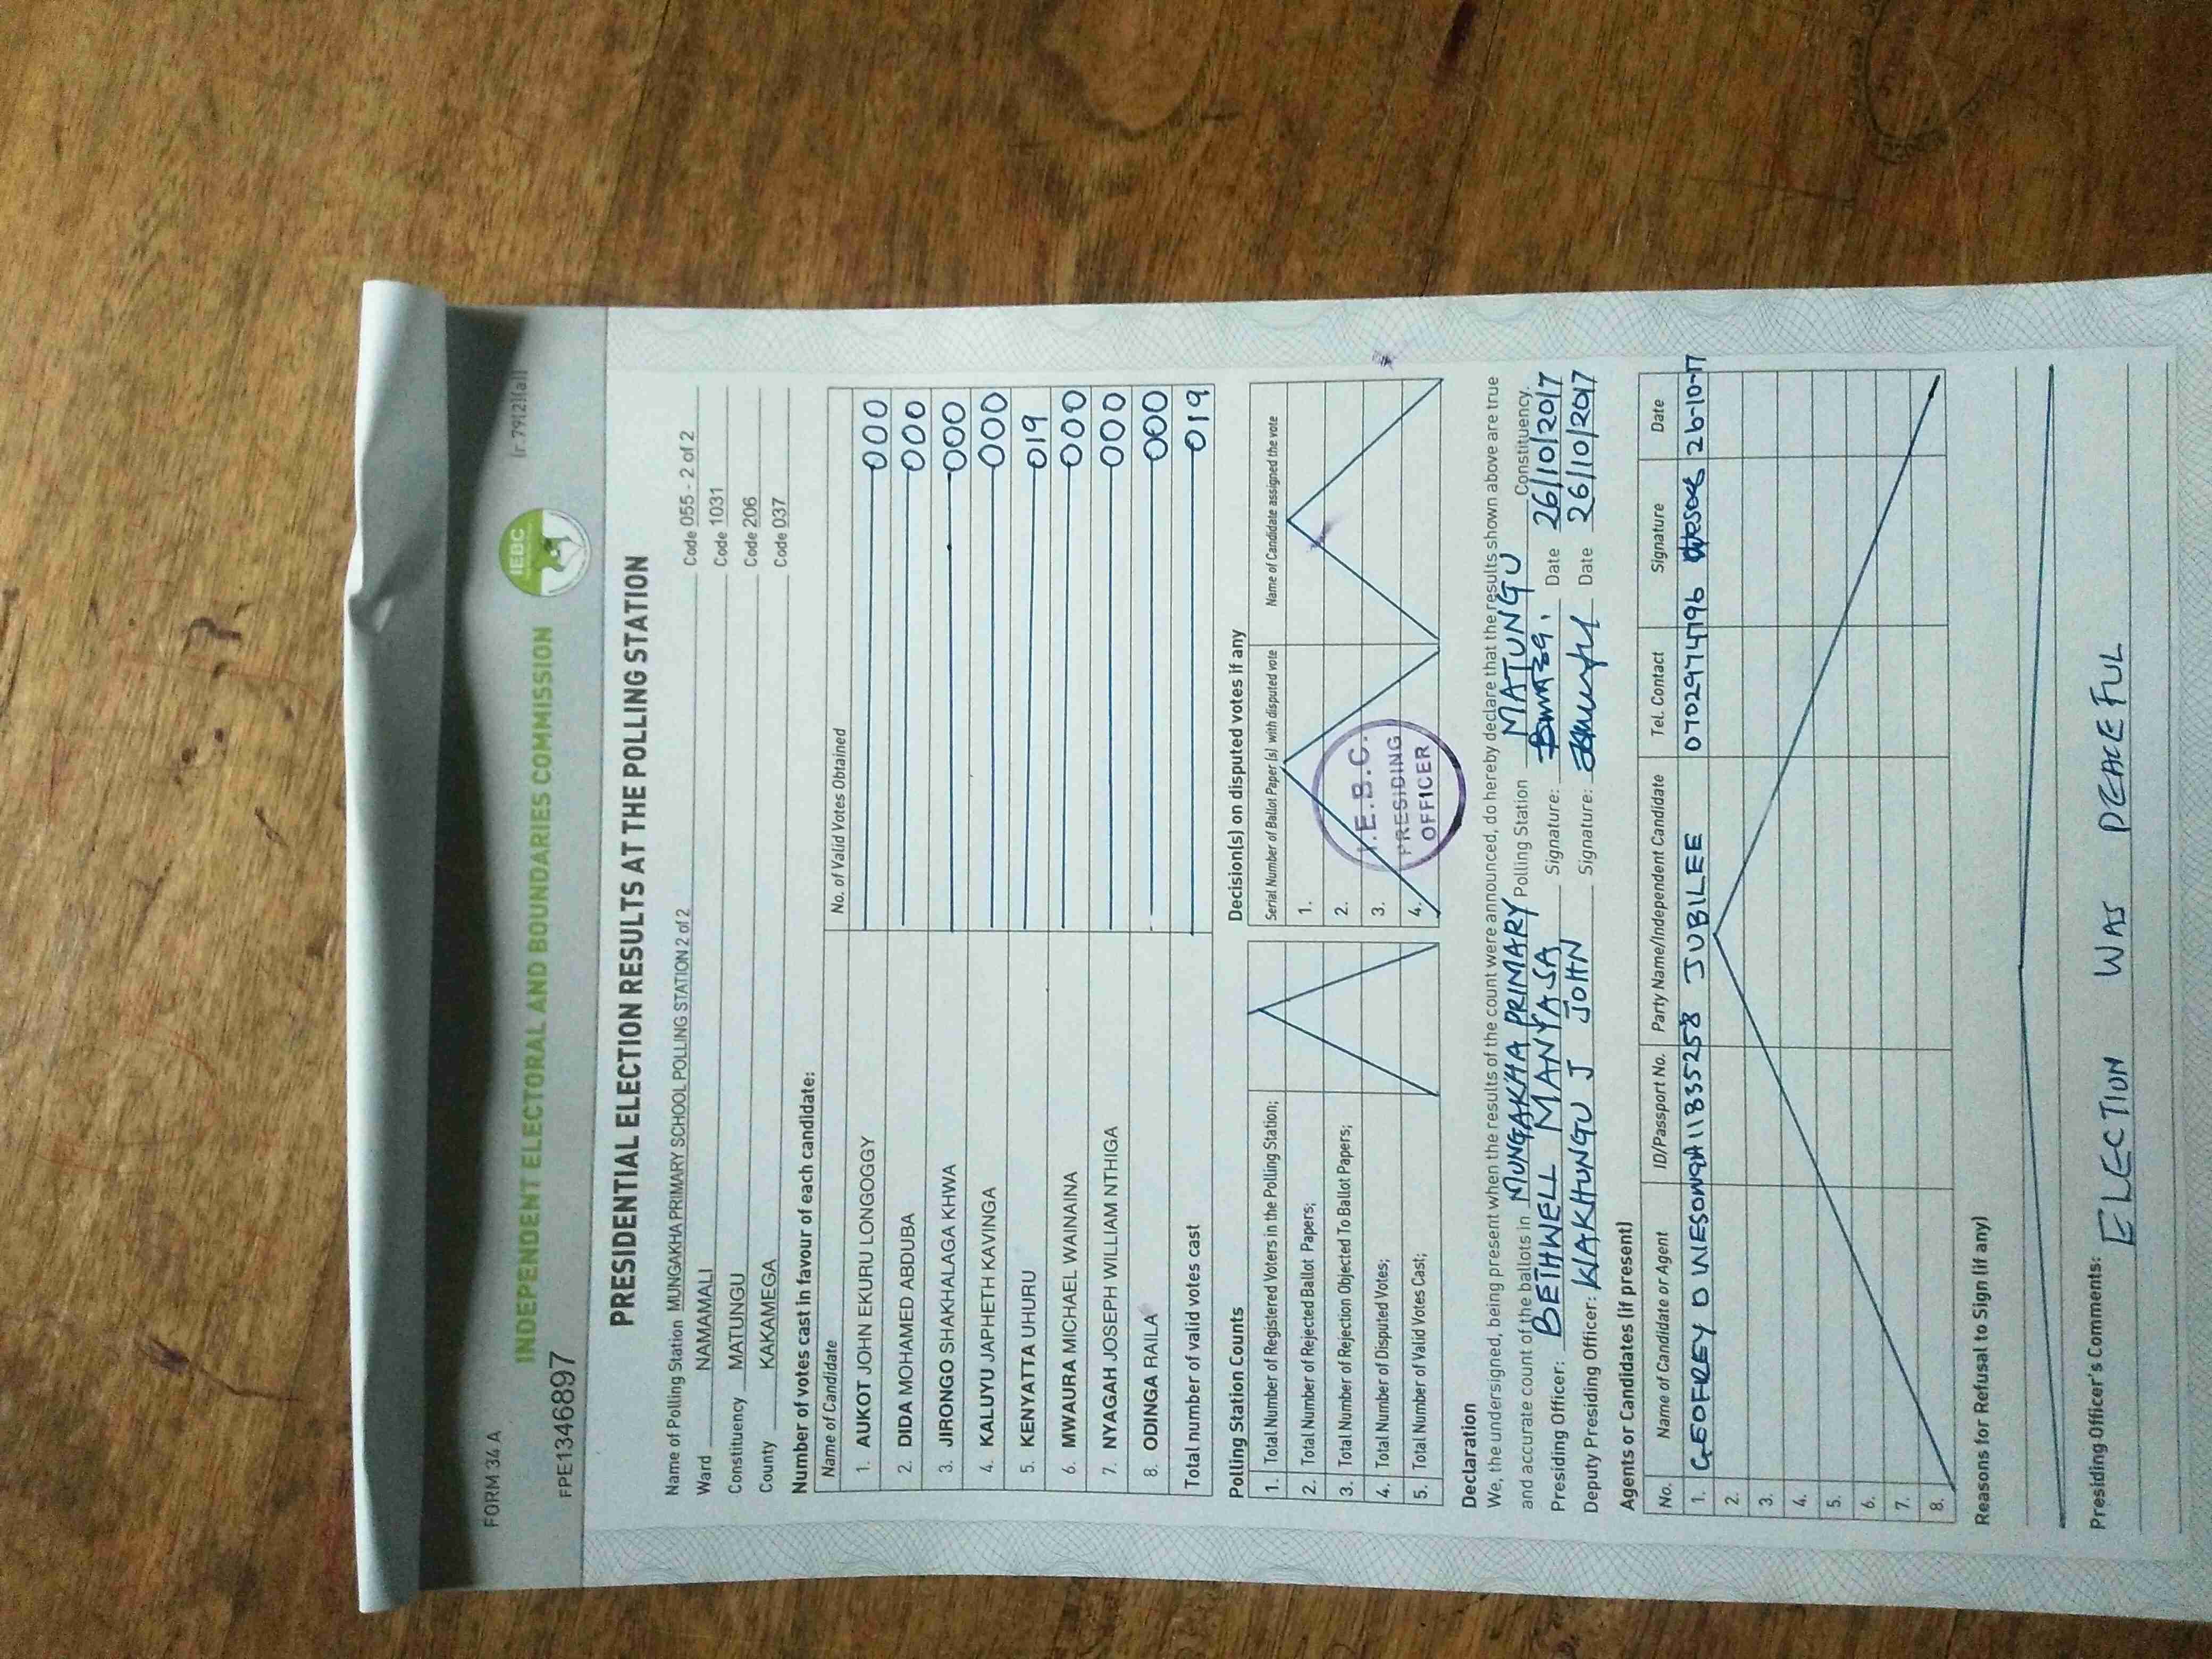 FORM 34 A
(r.79(2)(a))
INDEPENDENT ELECTORAL AND BOUNDARIES COMMISSION
IEBC
FPE1346897
PRESIDENTIAL ELECTION RESULTS AT THE POLLING STATION
Name of Polling Station MUNGAKHA PRIMARY SCHOOL POLLING STATION 2 of 2 Code 055 - 2 of 2
Ward NAMAMALI Code 1031
Constituency MATUNGU Code 206
County KAKAMEGA Code 037
Number of votes cast in favour of each candidate:
Name of Candidate No. of Valid Votes Obtained
1. AUKOT JOHN EKURU LONGOGGY 000
2. DIDA MOHAMED ABDUBA 000
3. JIRONGO SHAKHALAGA KHWA 000
4. KALUYU JAPHETH KAVINGA 000
5. KENYATTA UHURU 019
6. MWAURA MICHAEL WAINAINA 000
7. NYAGAH JOSEPH WILLIAM NTHIGA 000
8. ODINGA RAILA 000
Total number of valid votes cast 019
Polling Station Counts
1. Total Number of Registered Voters in the Polling Station;
2. Total Number of Rejected Ballot Papers;
3. Total Number of Rejection Objected To Ballot Papers;
4. Total Number of Disputed Votes;
5. Total Number of Valid Votes Cast;
Decision(s) on disputed votes if any
Serial Number of Ballot Paper (s) with disputed vote Name of Candidate assigned the vote
1.
2.
3.
4.
I.E.B.C.
PRESIDING
OFFICER
Declaration
We, the undersigned, being present when the results of the count were announced, do hereby declare that the results shown above are true
and accurate count of the ballots in MUNGAKHA PRIMARY Polling Station MATUNGU Constituency.
Presiding Officer: BETHWELL MANYASA Signature: Date 26/10/2017
Deputy Presiding Officer: WAKHUNGU J JOHN Signature: Date 26/10/2017
Agents or Candidates (if present)
No. Name of Candidate or Agent ID/Passport No. Party Name/Independent Candidate Tel. Contact Signature Date
1. GEOFREY O 11835258 JUBILEE 0702974796 26-10-17
2.
3.
4.
5.
6.
7.
8.
Reasons for Refusal to Sign (if any)
Presiding Officer's Comments:
ELECTION WAS PEACEFUL